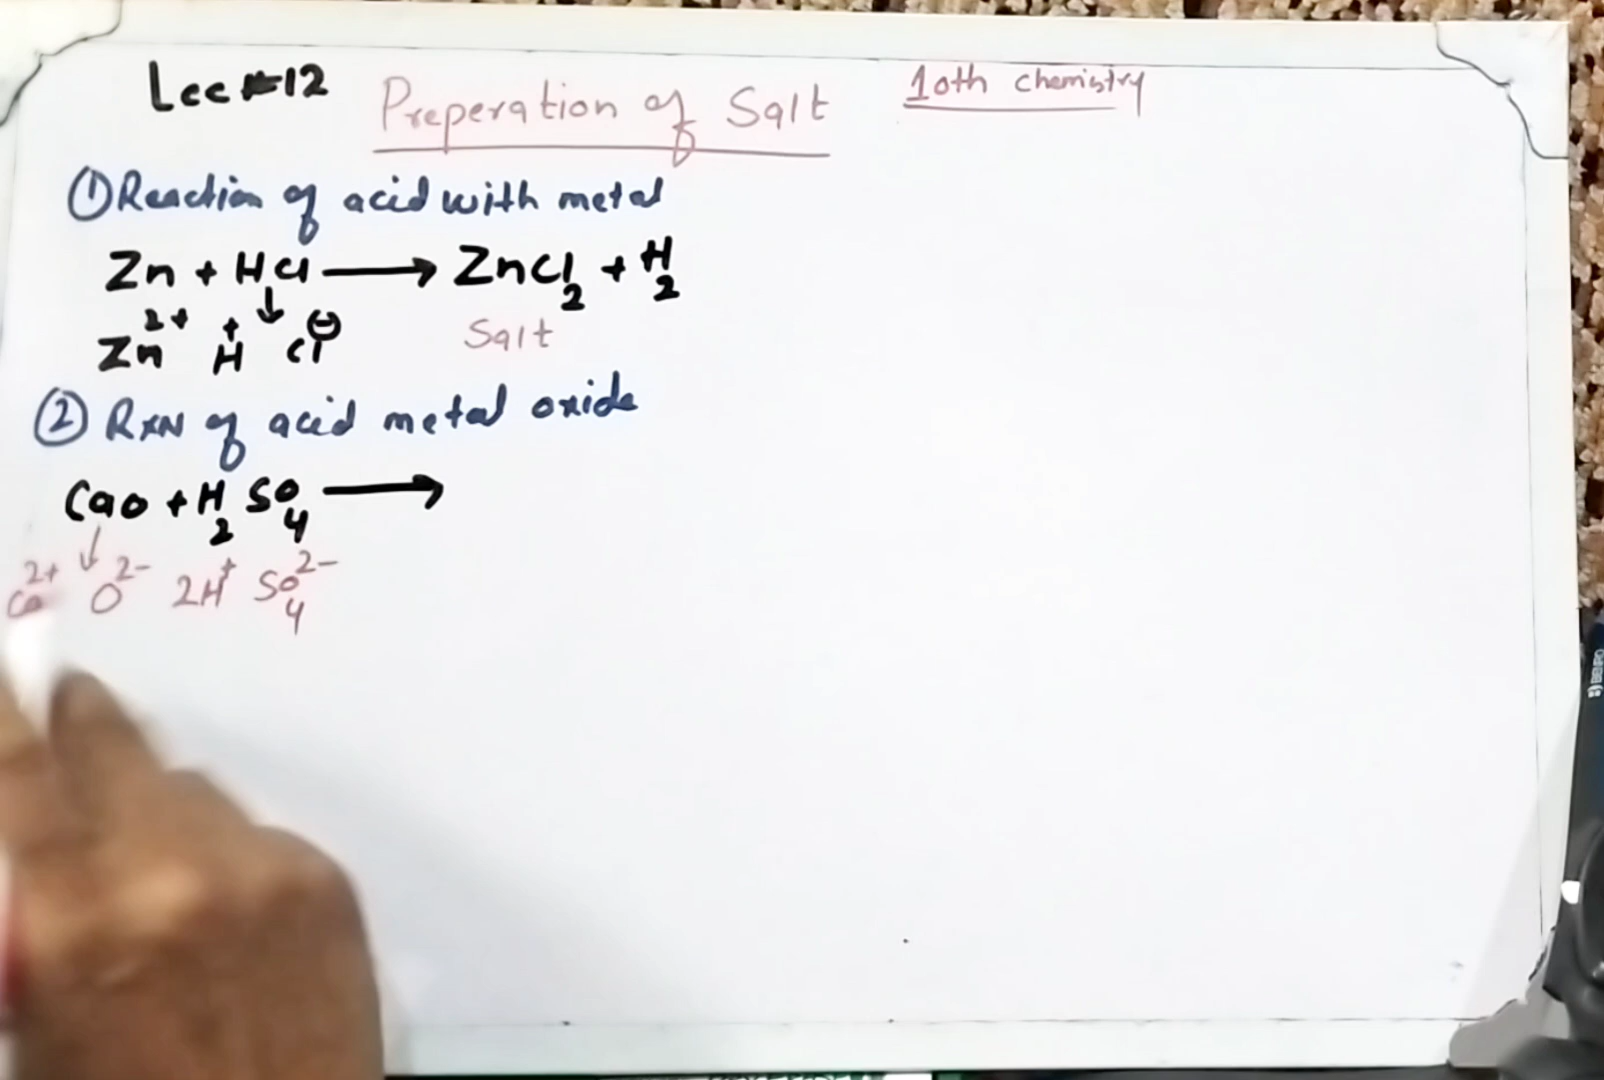 Lec #12 Preperation of Salt 10th chemistry
① Reaction of acid with metal
Zn + HCl ⟶ ZnCl₂ + H₂
↓
Zn²⁺ H⁺ Cl⊖ Salt
② RXN of acid metal oxide
CaO + H₂SO₄ ⟶
↓
Ca²⁺ O²⁻ 2H⁺ SO₄²⁻